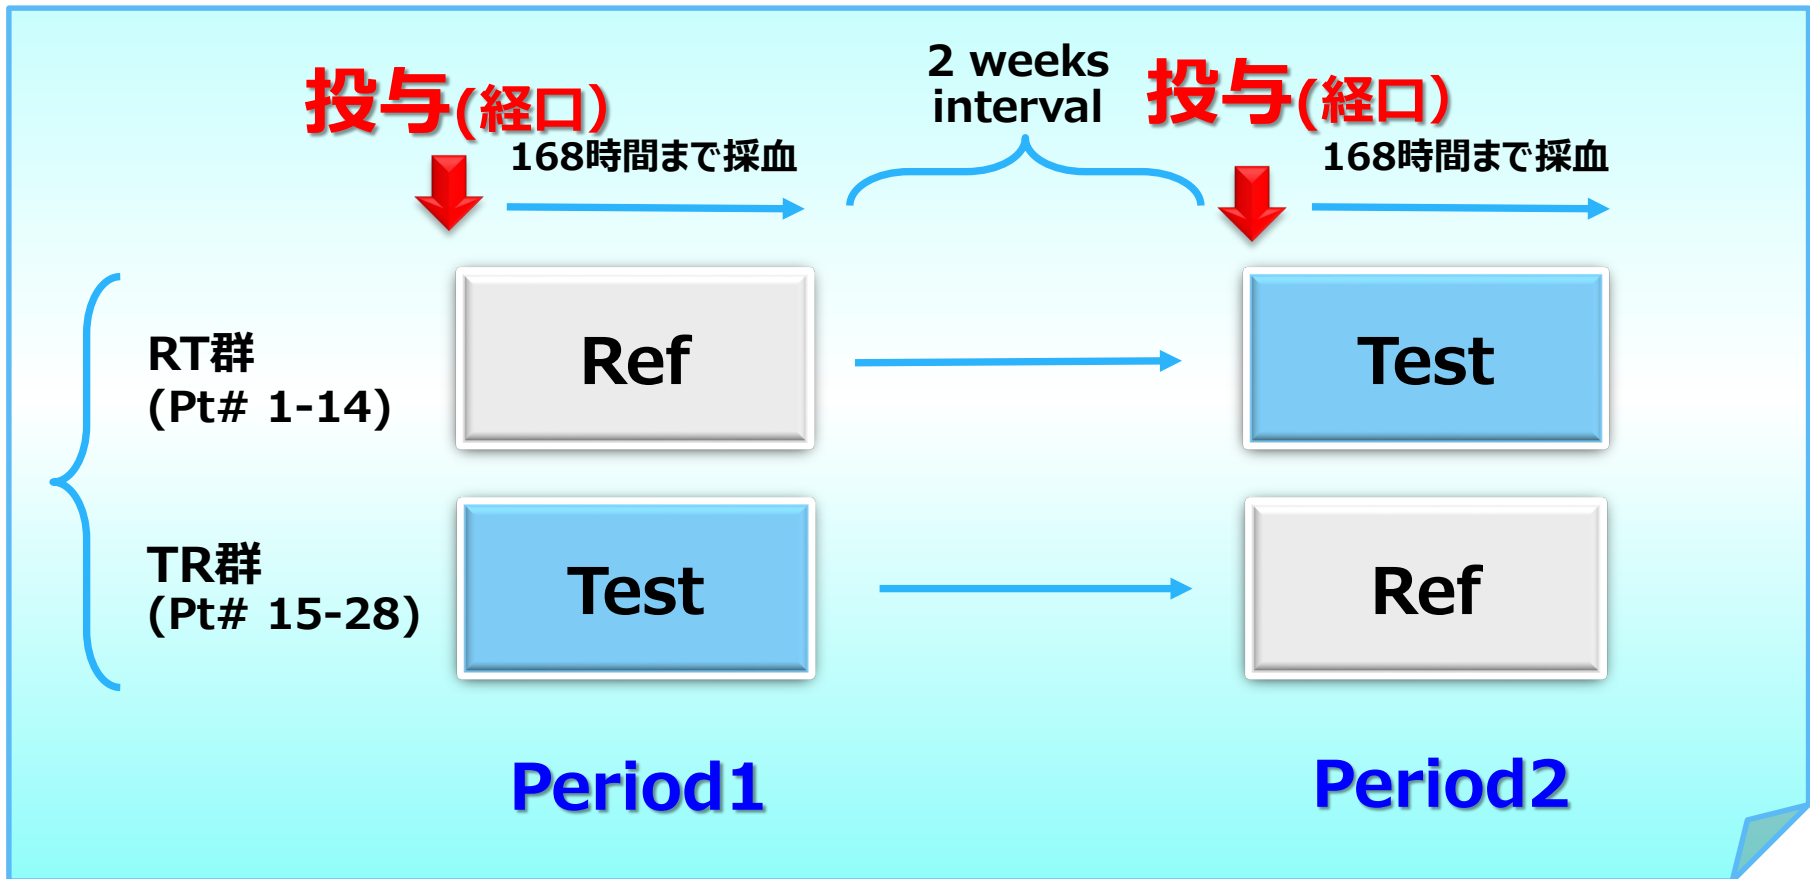 投与(経口)
168時間まで採血
2 weeks
interval
投与(経口)
168時間まで採血
RT群
(Pt# 1-14)
Ref
Test
TR群
(Pt# 15-28)
Test
Ref
Period1
Period2